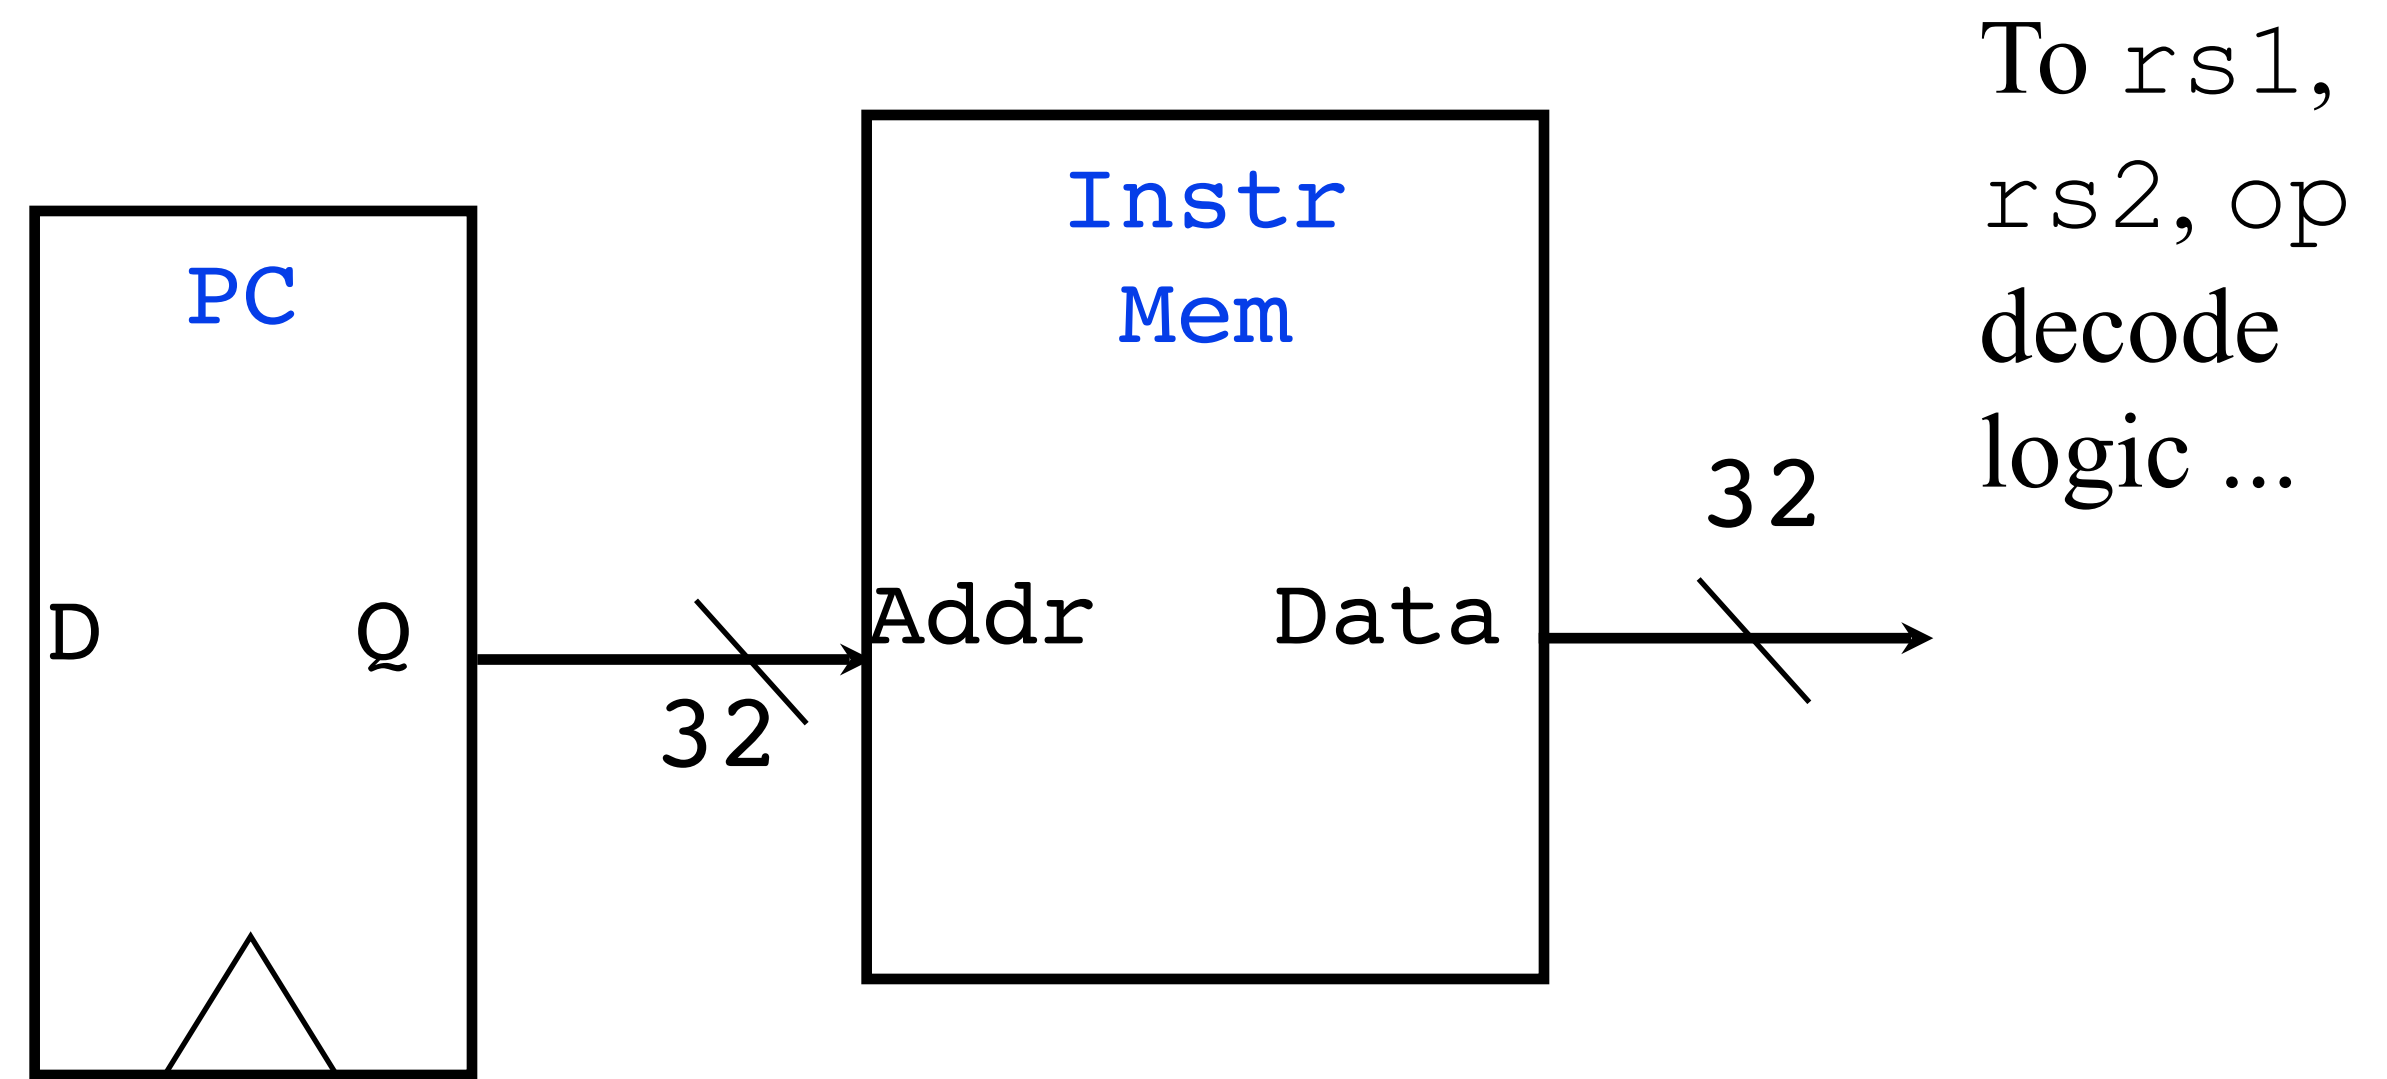 PC
D
Q
32
Instr
Mem
Addr
Data
32
To rs1,
rs2, op
decode
logic ...